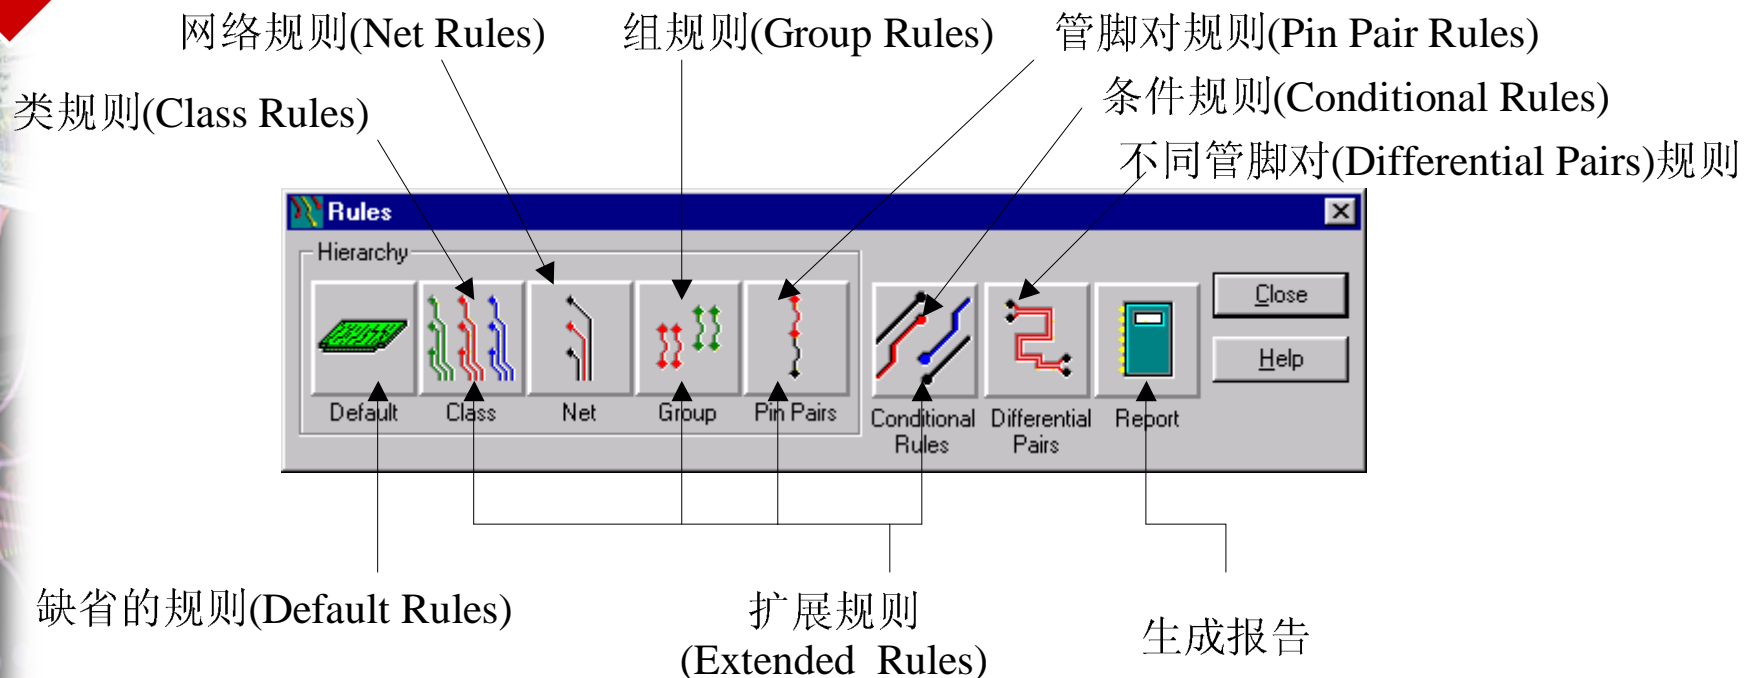 网络规则(Net Rules)
组规则(Group Rules)
管脚对规则(Pin Pair Rules)
类规则(Class Rules)
条件规则(Conditional Rules)
不同管脚对(Differential Pairs)规则
Rules
Hierarchy
Default
Class
Net
Group
Pin Pairs
Conditional
Rules
Differential
Pairs
Report
Close
Help
缺省的规则(Default Rules)
扩展规则
(Extended Rules)
生成报告